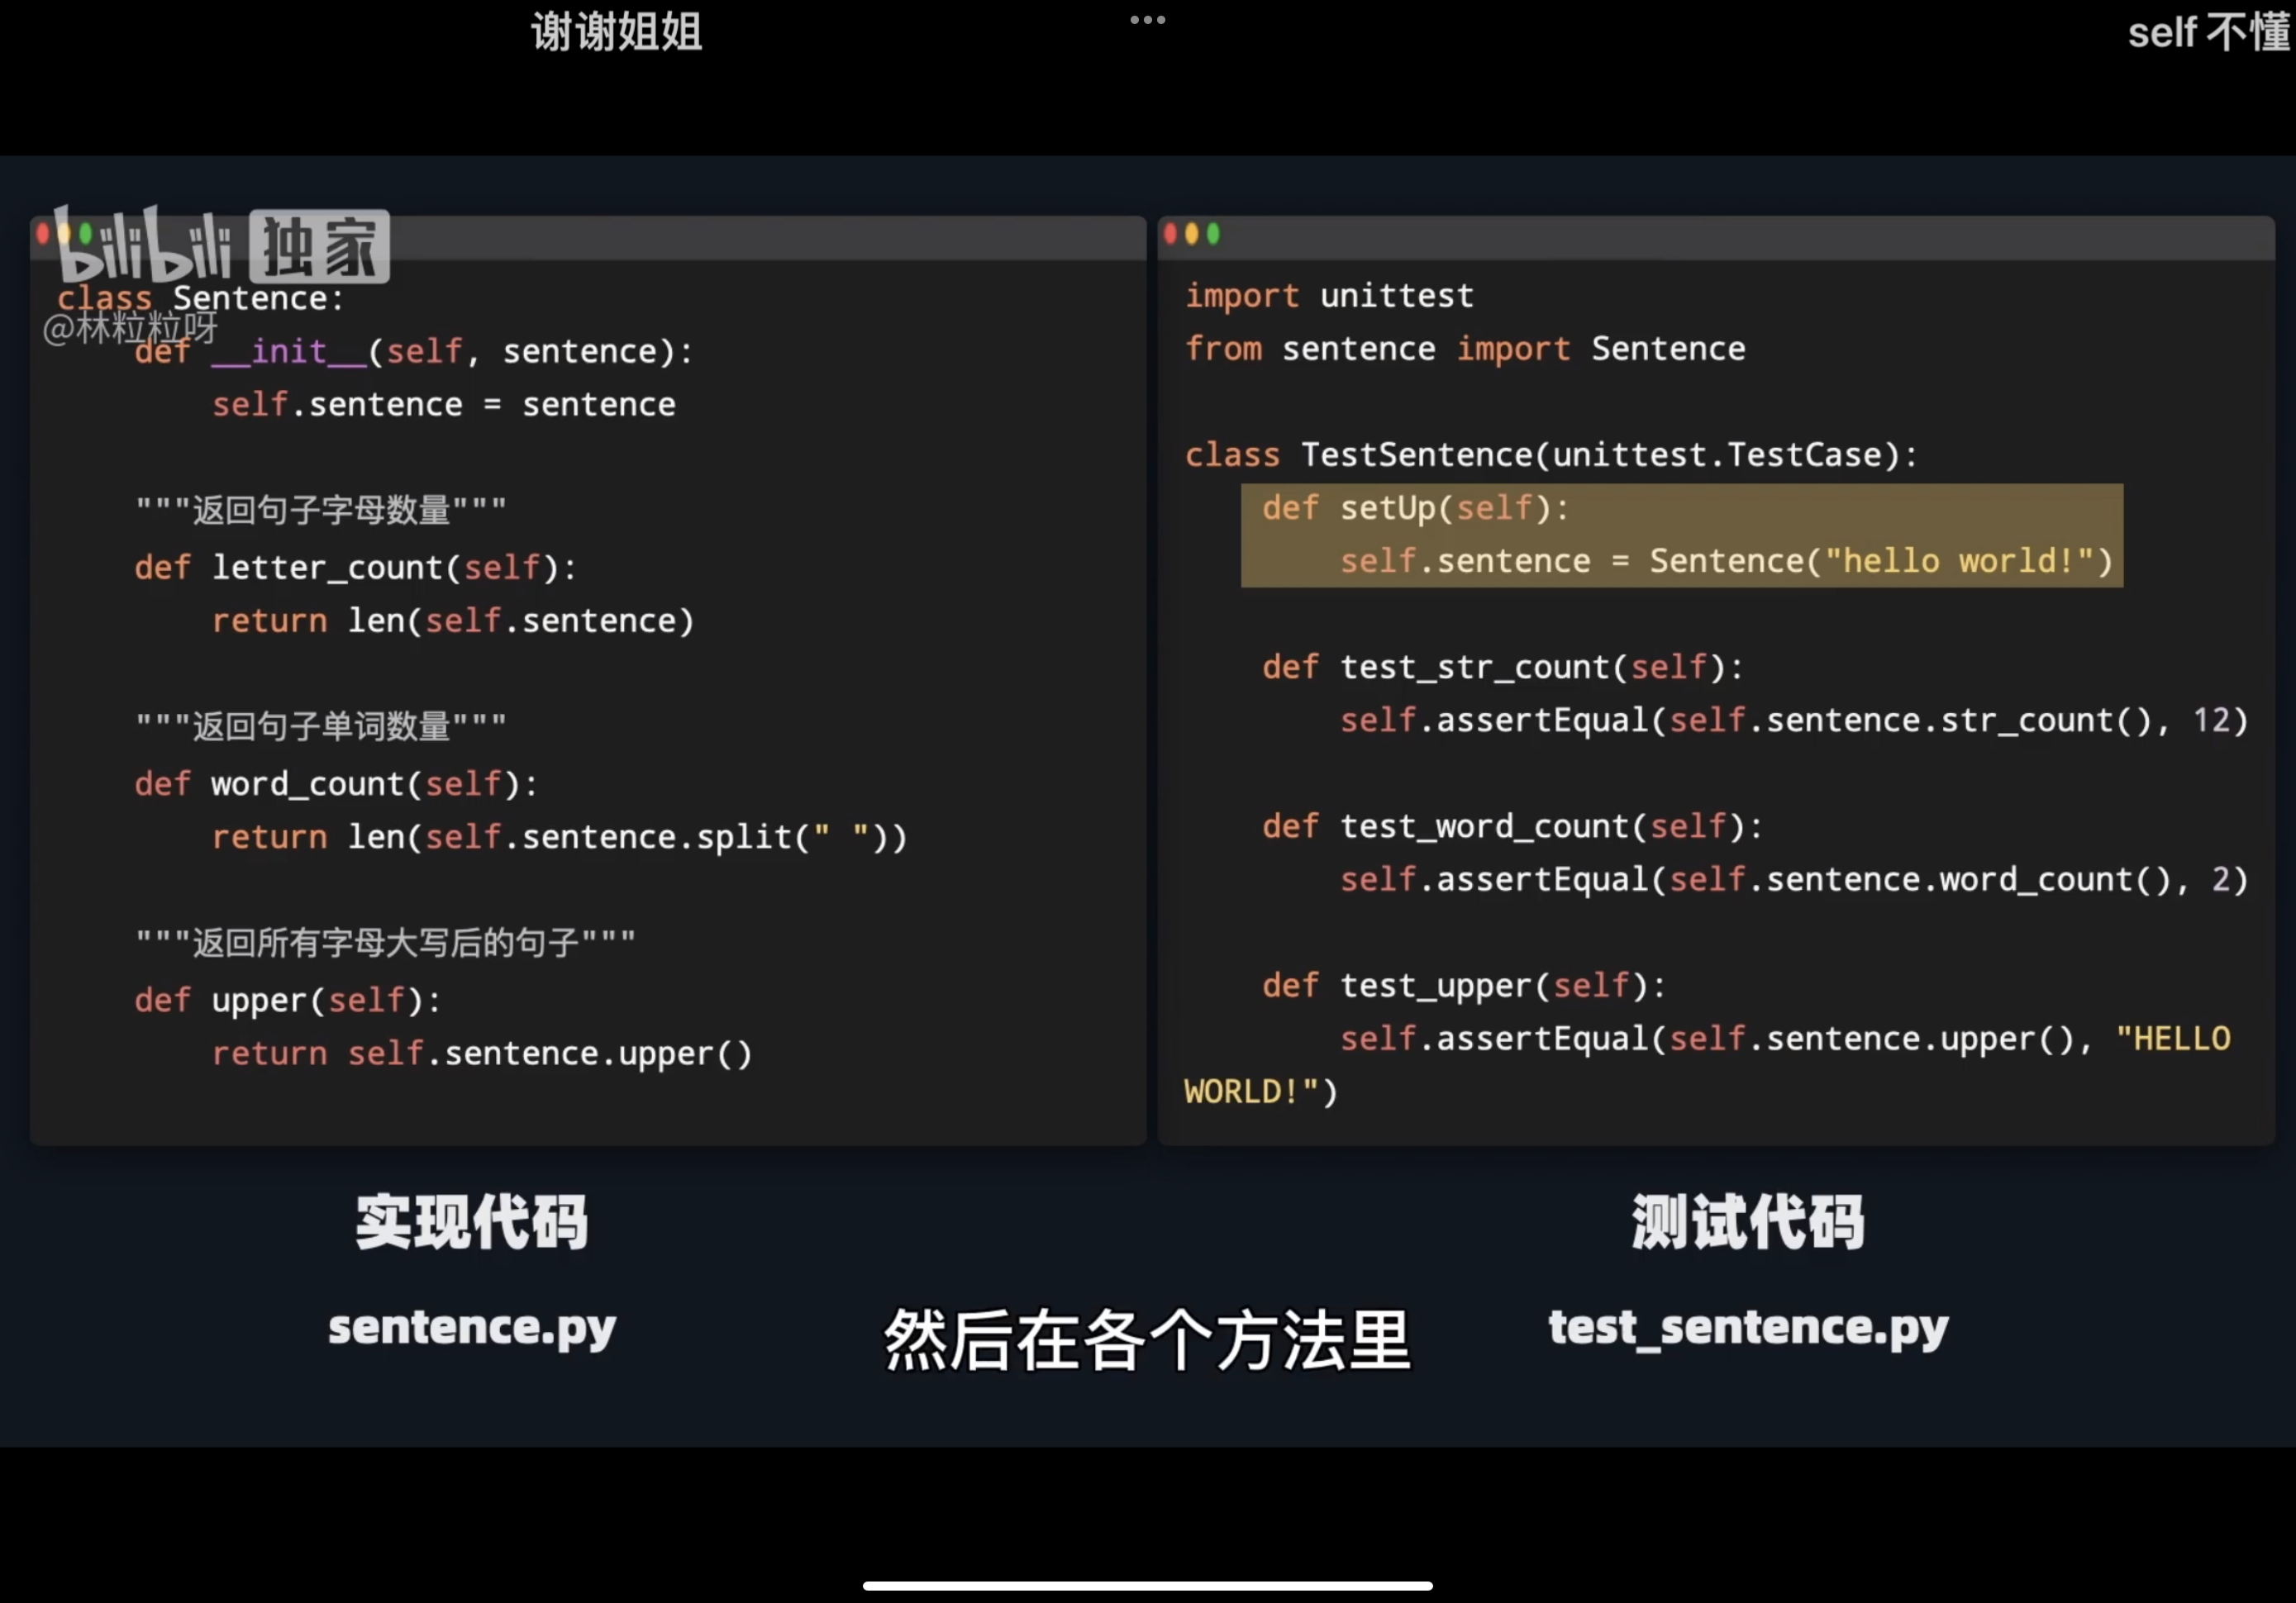 谢谢姐姐
self 不懂
bilibili 独家
@林粒粒呀
class Sentence:
    def __init__(self, sentence):
        self.sentence = sentence

    """返回句子字母数量"""
    def letter_count(self):
        return len(self.sentence)

    """返回句子单词数量"""
    def word_count(self):
        return len(self.sentence.split(" "))

    """返回所有字母大写后的句子"""
    def upper(self):
        return self.sentence.upper()
import unittest
from sentence import Sentence

class TestSentence(unittest.TestCase):
    def setUp(self):
        self.sentence = Sentence("hello world!")

    def test_str_count(self):
        self.assertEqual(self.sentence.str_count(), 12)

    def test_word_count(self):
        self.assertEqual(self.sentence.word_count(), 2)

    def test_upper(self):
        self.assertEqual(self.sentence.upper(), "HELLO
WORLD!")
实现代码
sentence.py
测试代码
test_sentence.py
然后在各个方法里